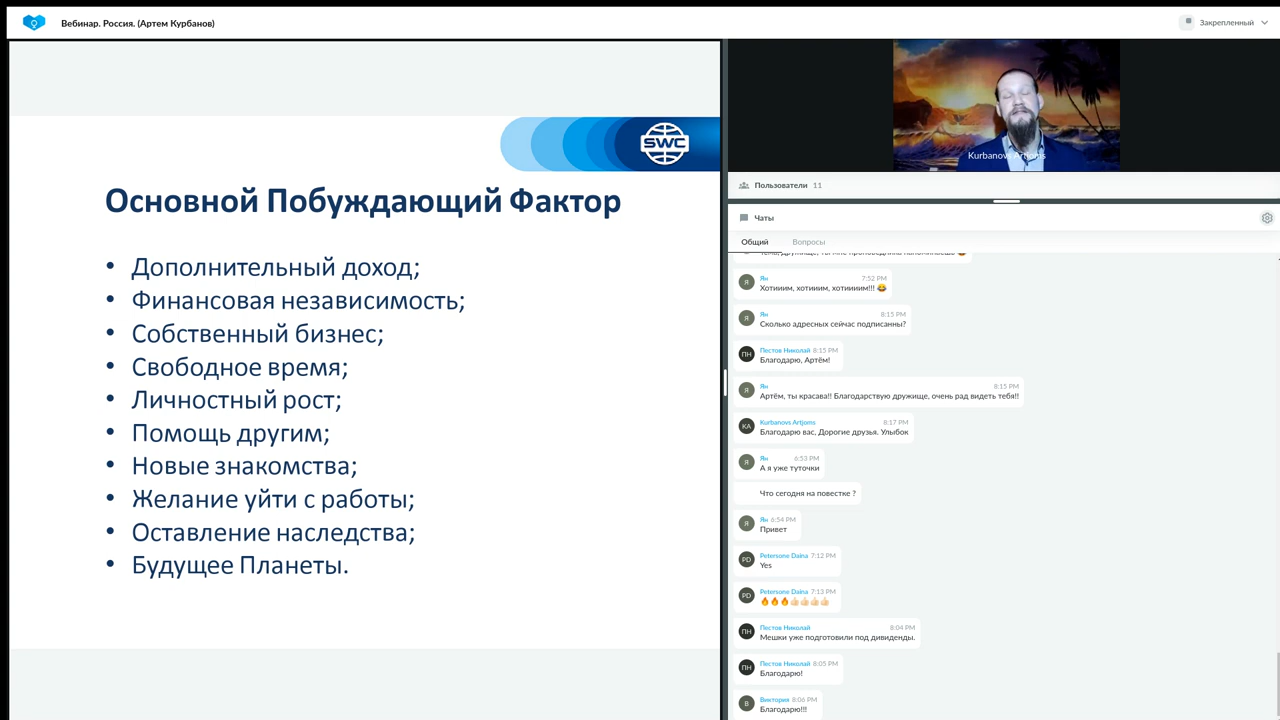 Вебинар. Россия. (Артем Курбанов)
Закрепленный
SWC
Основной Побуждающий Фактор
• Дополнительный доход;
• Финансовая независимость;
• Собственный бизнес;
• Свободное время;
• Личностный рост;
• Помощь другим;
• Новые знакомства;
• Желание уйти с работы;
• Оставление наследства;
• Будущее Планеты.
Kurbanovs Artjoms
Пользователи 11
Чаты
Общий Вопросы
Я Ян 7:52 PM
Хотииим, хотииим, хотиииим!!! 😂
Я Ян 8:15 PM
Сколько адресных сейчас подписанны?
ПН Пестов Николай 8:15 PM
Благодарю, Артём!
Я Ян 8:15 PM
Артём, ты красава!! Благодарствую дружище, очень рад видеть тебя!!
KA Kurbanovs Artjoms 8:17 PM
Благодарю вас, Дорогие друзья. Улыбок
Я Ян 6:53 PM
А я уже туточки
Что сегодня на повестке ?
Я Ян 6:54 PM
Привет
PD Petersone Daina 7:12 PM
Yes
PD Petersone Daina 7:13 PM
🔥🔥🔥👍🏻👍🏻👍🏻👍🏻
ПН Пестов Николай 8:04 PM
Мешки уже подготовили под дивиденды.
ПН Пестов Николай 8:05 PM
Благодарю!
В Виктория 8:06 PM
Благодарю!!!